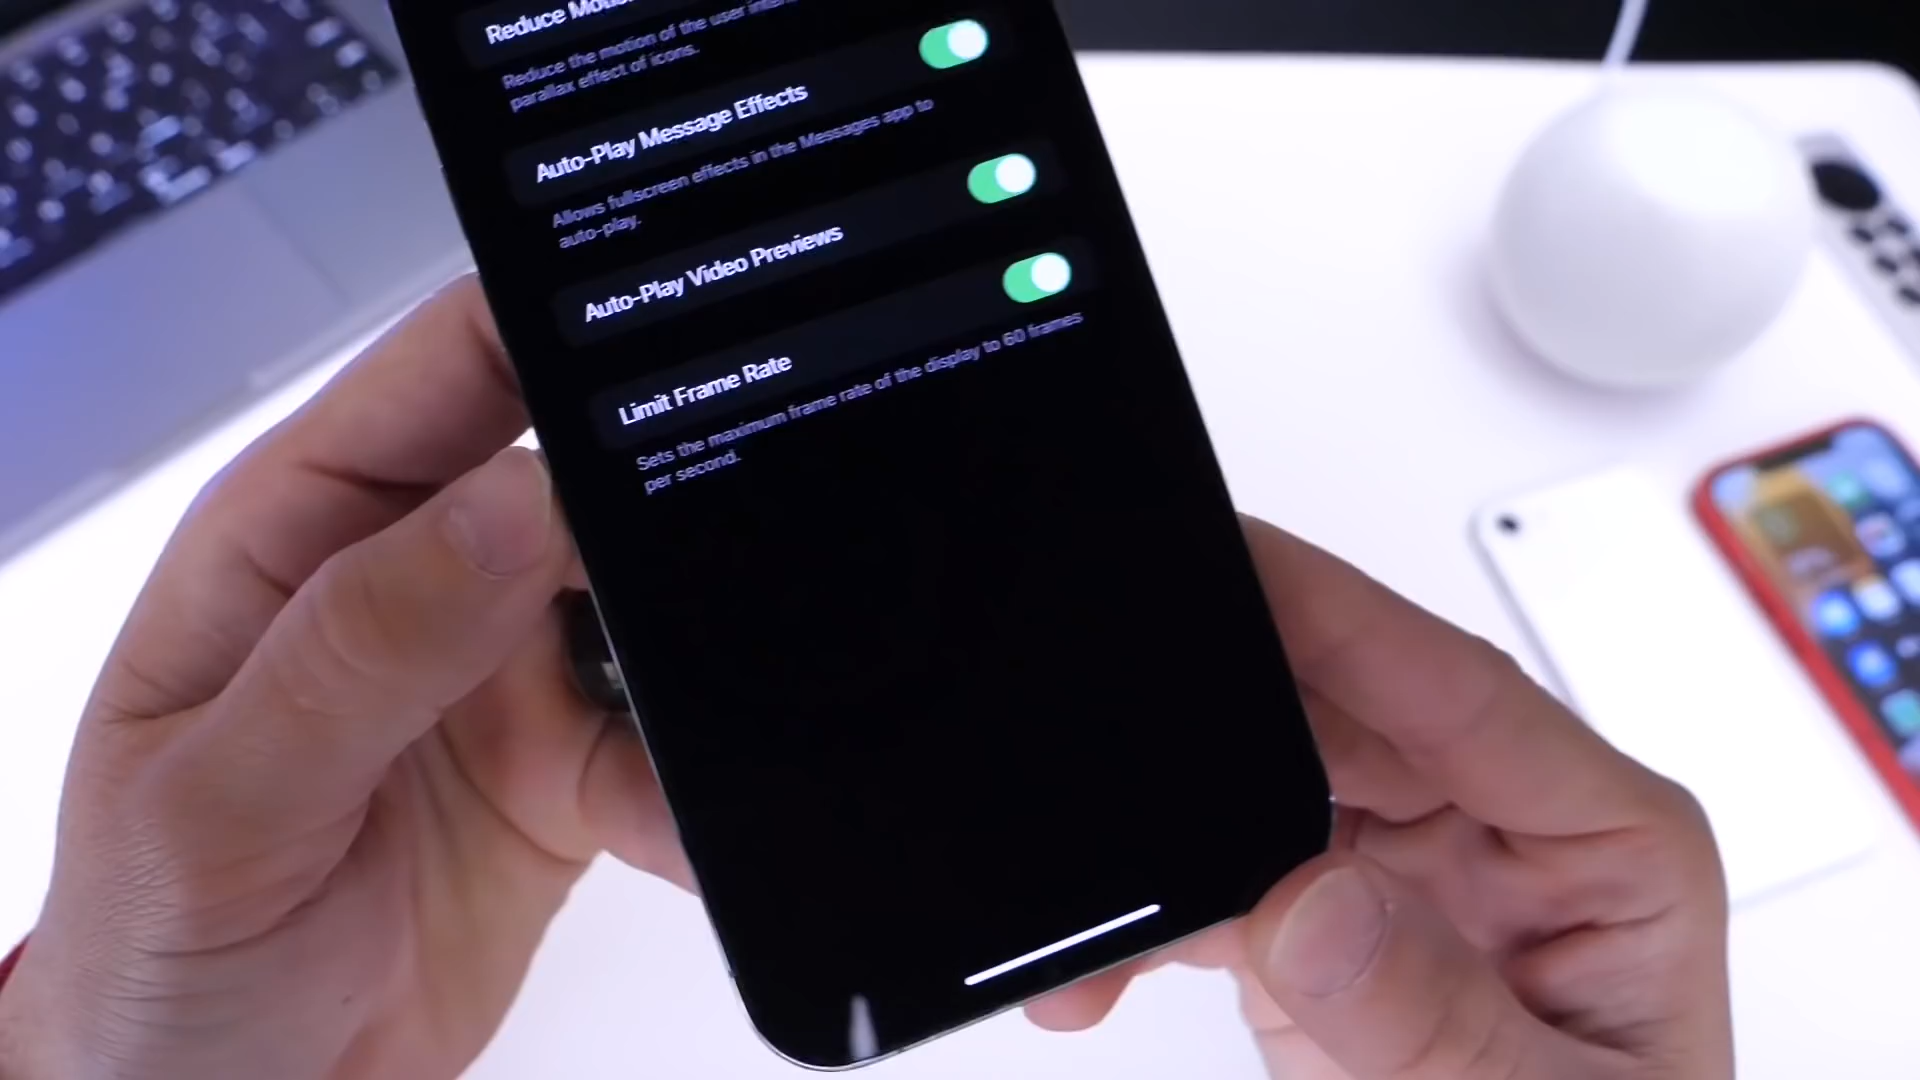 Reduce
Reduce the motion of the user
parallax effect of icons.
Auto-Play Message Effects
Allows fullscreen effects in the Messages app to
auto-play.
Auto-Play Video Previews
Limit Frame Rate
Sets the maximum frame rate of the display to 60 frames
per second.